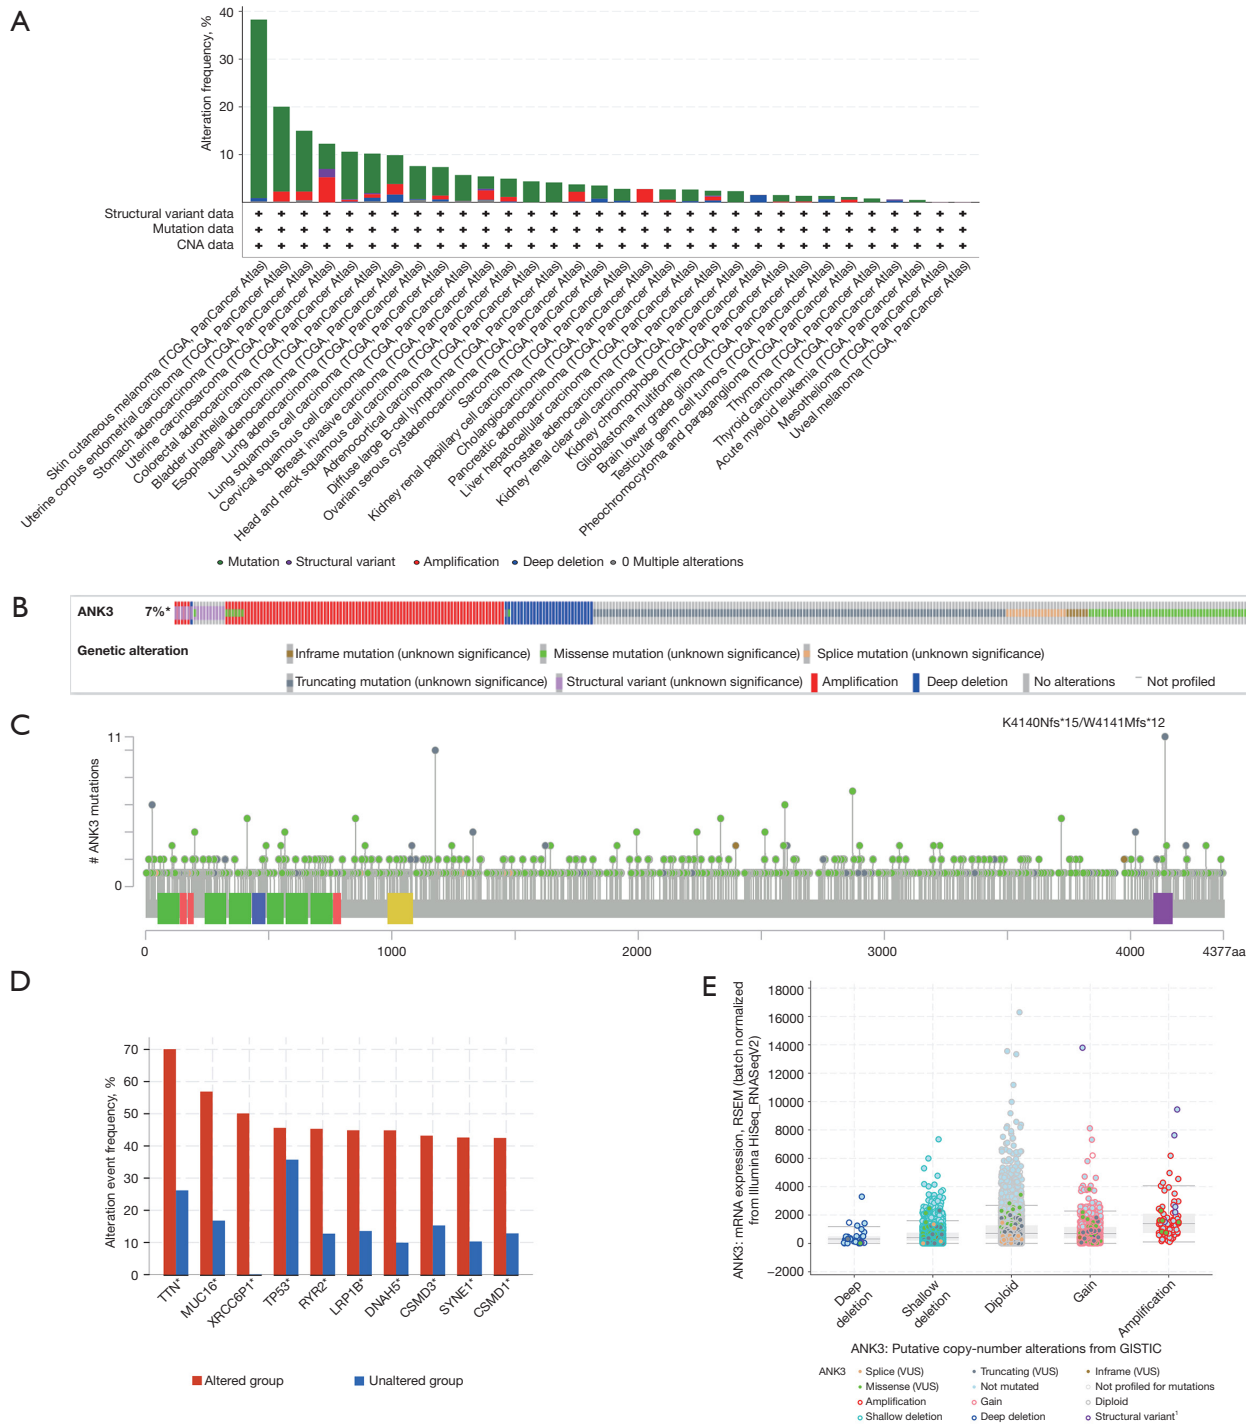 A
Alteration frequency, %
40
30
20
10
Structural variant data
Mutation data
CNA data
Skin cutaneous melanoma (TCGA, PanCancer Atlas)
Uterine corpus endometrial carcinoma (TCGA, PanCancer Atlas)
Stomach adenocarcinoma (TCGA, PanCancer Atlas)
Uterine carcinosarcoma (TCGA, PanCancer Atlas)
Colorectal adenocarcinoma (TCGA, PanCancer Atlas)
Bladder urothelial carcinoma (TCGA, PanCancer Atlas)
Esophageal adenocarcinoma (TCGA, PanCancer Atlas)
Lung adenocarcinoma (TCGA, PanCancer Atlas)
Lung squamous cell carcinoma (TCGA, PanCancer Atlas)
Cervical squamous cell carcinoma (TCGA, PanCancer Atlas)
Breast invasive carcinoma (TCGA, PanCancer Atlas)
Head and neck squamous cell carcinoma (TCGA, PanCancer Atlas)
Adrenocortical carcinoma (TCGA, PanCancer Atlas)
Diffuse large B-cell lymphoma (TCGA, PanCancer Atlas)
Ovarian serous cystadenocarcinoma (TCGA, PanCancer Atlas)
Sarcoma (TCGA, PanCancer Atlas)
Kidney renal papillary cell carcinoma (TCGA, PanCancer Atlas)
Cholangiocarcinoma (TCGA, PanCancer Atlas)
Pancreatic adenocarcinoma (TCGA, PanCancer Atlas)
Liver hepatocellular carcinoma (TCGA, PanCancer Atlas)
Prostate adenocarcinoma (TCGA, PanCancer Atlas)
Kidney renal clear cell carcinoma (TCGA, PanCancer Atlas)
Kidney chromophobe (TCGA, PanCancer Atlas)
Glioblastoma multiforme (TCGA, PanCancer Atlas)
Brain lower grade glioma (TCGA, PanCancer Atlas)
Testicular germ cell tumors (TCGA, PanCancer Atlas)
Pheochromocytoma and paraganglioma (TCGA, PanCancer Atlas)
Thymoma (TCGA, PanCancer Atlas)
Thyroid carcinoma (TCGA, PanCancer Atlas)
Acute myeloid leukemia (TCGA, PanCancer Atlas)
Mesothelioma (TCGA, PanCancer Atlas)
Uveal melanoma (TCGA, PanCancer Atlas)
Mutation Structural variant Amplification Deep deletion 0 Multiple alterations
B
ANK3 7%*
Genetic alteration
Inframe mutation (unknown significance) Missense mutation (unknown significance) Splice mutation (unknown significance)
Truncating mutation (unknown significance) Structural variant (unknown significance) Amplification Deep deletion No alterations Not profiled
C
K4140Nfs*15/W4141Mfs*12
# ANK3 mutations
11
0
0 1000 2000 3000 4000 4377aa
D
Alteration event frequency, %
70
60
50
40
30
20
10
0
TTN* MUC16* XRCC6P1* TP53* RYR2* LRP1B* DNAH5* CSMD3* SYNE1* CSMD1*
Altered group Unaltered group
E
ANK3: mRNA expression, RSEM (batch normalized
from Illumina HiSeq_RNASeqV2)
18000
16000
14000
12000
10000
8000
6000
4000
2000
0
−2000
Deep deletion
Shallow deletion
Diploid
Gain
Amplification
ANK3: Putative copy-number alterations from GISTIC
ANK3 Splice (VUS) Truncating (VUS) Inframe (VUS)
Missense (VUS) Not mutated Not profiled for mutations
Amplification Gain Diploid
Shallow deletion Deep deletion Structural variant¹